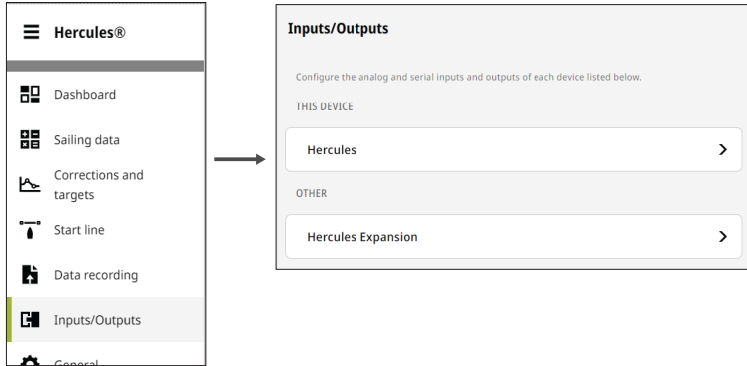 Hercules®
Dashboard
Sailing data
Corrections and
targets
Start line
Data recording
Inputs/Outputs
General
Inputs/Outputs
Configure the analog and serial inputs and outputs of each device listed below.
THIS DEVICE
Hercules
OTHER
Hercules Expansion